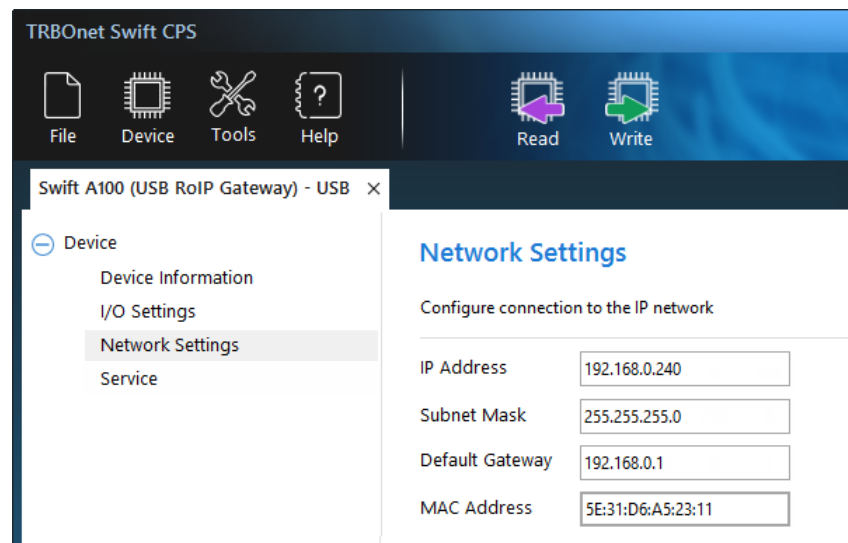 TRBOnet Swift CPS
File Device Tools Help Read Write
Swift A100 (USB RoIP Gateway) - USB ×
Device
Device Information
I/O Settings
Network Settings
Service
Network Settings
Configure connection to the IP network
IP Address 192.168.0.240
Subnet Mask 255.255.255.0
Default Gateway 192.168.0.1
MAC Address 5E:31:D6:A5:23:11